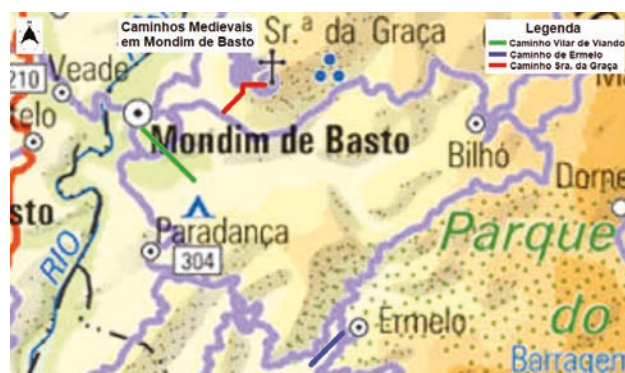 Caminhos Medievais
em Mondim de Basto
Sr.ª da Graça
Legenda
Caminho Vilar de Viando
Caminho de Ermelo
Caminho Sra. da Graça
210
Veade
telo
Mondim de Basto
Bilhó
sto
Dorne
Paradança
304
RIO
Parque
do
Ermelo
Barragem